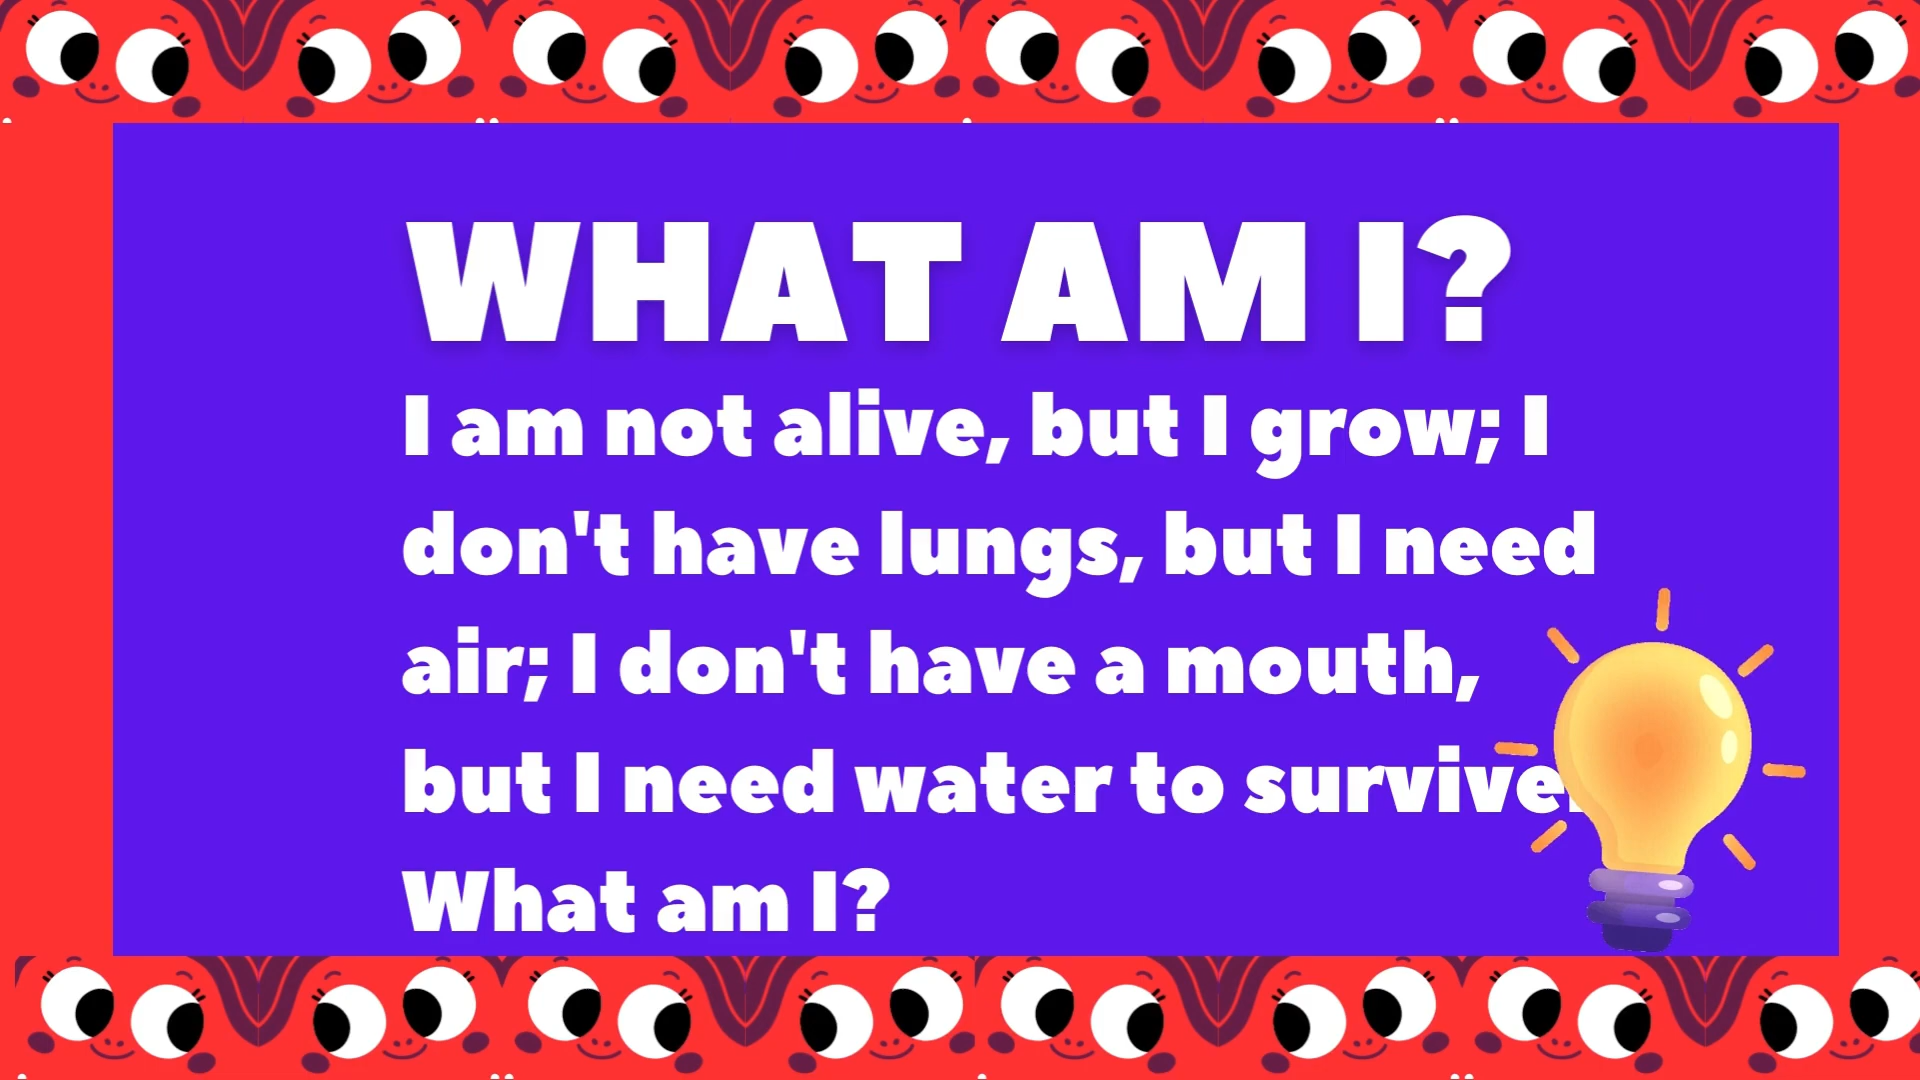 WHAT AM I?
I am not alive, but I grow; I
don't have lungs, but I need
air; I don't have a mouth,
but I need water to survive.
What am I?